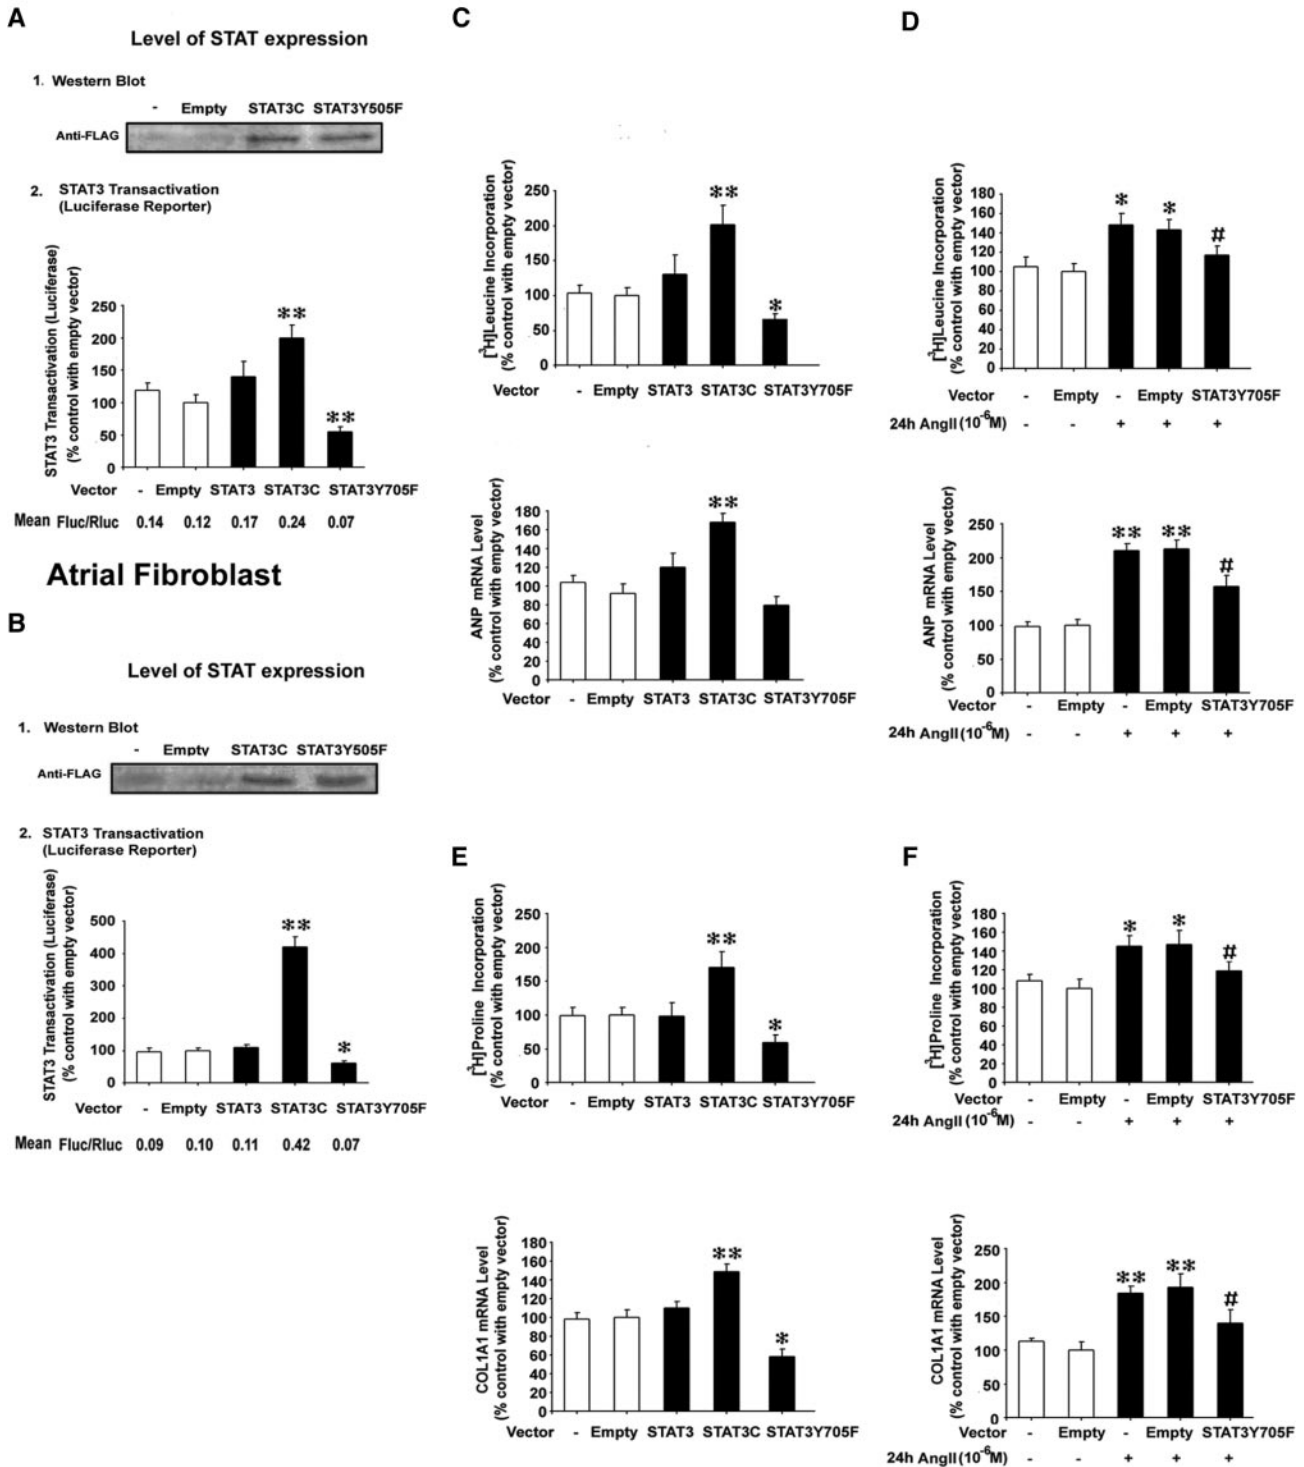 A
Level of STAT expression
1. Western Blot
- Empty STAT3C STAT3Y505F
Anti-FLAG
2. STAT3 Transactivation
(Luciferase Reporter)
STAT3 Transactivation (Luciferase)
(% control with empty vector)
250
200
150
100
50
0
** **
Vector - Empty STAT3 STAT3C STAT3Y705F
Mean Fluc/Rluc 0.14 0.12 0.17 0.24 0.07
Atrial Fibroblast
B
Level of STAT expression
1. Western Blot
- Empty STAT3C STAT3Y505F
Anti-FLAG
2. STAT3 Transactivation
(Luciferase Reporter)
STAT3 Transactivation (Luciferase)
(% control with empty vector)
500
400
300
200
100
0
** *
Vector - Empty STAT3 STAT3C STAT3Y705F
Mean Fluc/Rluc 0.09 0.10 0.11 0.42 0.07
C
[3H]Leucine Incorporation
(% control with empty vector)
250
200
150
100
50
0
** *
Vector - Empty STAT3 STAT3C STAT3Y705F
ANP mRNA Level
(% control with empty vector)
180
160
140
120
100
80
60
40
20
0
**
Vector - Empty STAT3 STAT3C STAT3Y705F
D
[3H]Leucine Incorporation
(% control with empty vector)
180
160
140
120
100
80
60
40
20
0
* * #
Vector - Empty - Empty STAT3Y705F
24h AngII (10-6M) - - + + +
ANP mRNA Level
(% control with empty vector)
250
200
150
100
50
0
** ** #
Vector - Empty - Empty STAT3Y705F
24h AngII (10-6M) - - + + +
E
[3H]Proline Incorporation
(% control with empty vector)
250
200
150
100
50
0
** *
Vector - Empty STAT3 STAT3C STAT3Y705F
COL1A1 mRNA Level
(% control with empty vector)
180
160
140
120
100
80
60
40
20
0
** *
Vector - Empty STAT3 STAT3C STAT3Y705F
F
[3H]Proline Incorporation
(% control with empty vector)
180
160
140
120
100
80
60
40
20
0
* * #
Vector - Empty - Empty STAT3Y705F
24h AngII (10-6M) - - + + +
COL1A1 mRNA Level
(% control with empty vector)
250
200
150
100
50
0
** ** #
Vector - Empty - Empty STAT3Y705F
24h AngII (10-6M) - - + + +